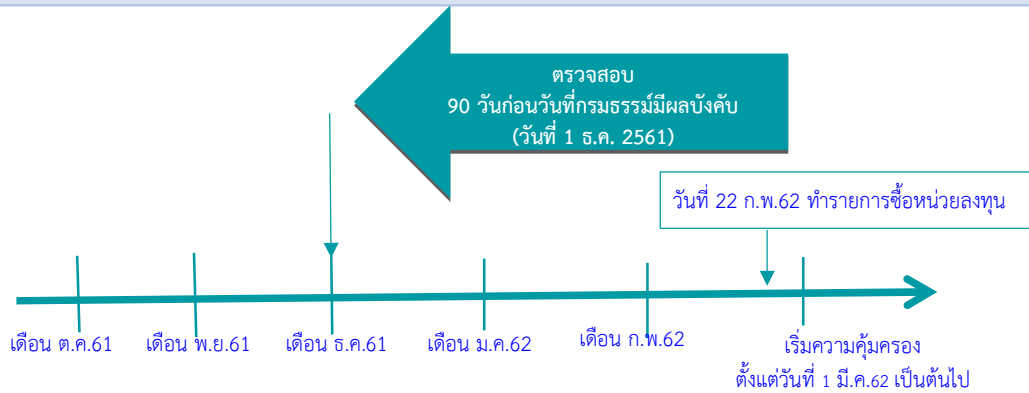 ตรวจสอบ
90 วันก่อนวันที่กรมธรรม์มีผลบังคับ
(วันที่ 1 ธ.ค. 2561)
วันที่ 22 ก.พ.62 ทำรายการซื้อหน่วยลงทุน
เดือน ต.ค.61
เดือน พ.ย.61
เดือน ธ.ค.61
เดือน ม.ค.62
เดือน ก.พ.62
เริ่มความคุ้มครอง
ตั้งแต่วันที่ 1 มี.ค.62 เป็นต้นไป